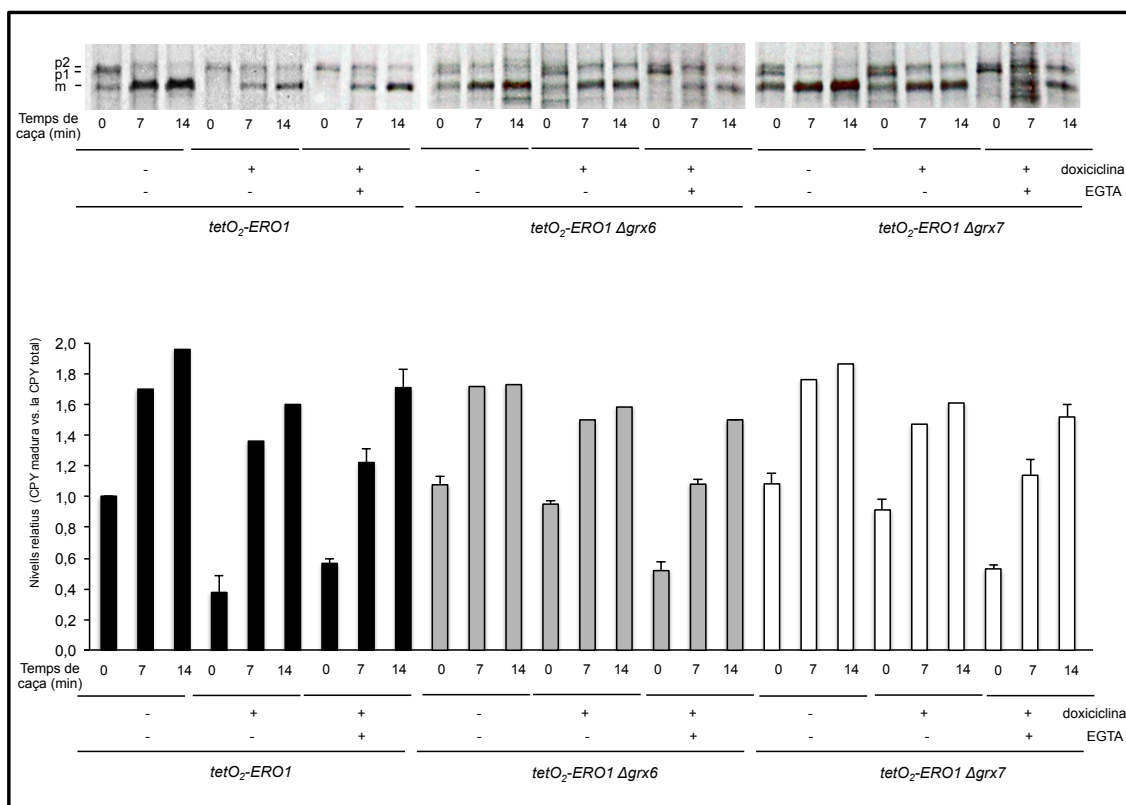 p2
p1
m
Temps de
caça (min)
0 7 14 0 7 14 0 7 14 0 7 14 0 7 14 0 7 14 0 7 14 0 7 14 0 7 14
- + + - + + - + + doxiciclina
- - + - - + - - + EGTA
tetO2-ERO1 tetO2-ERO1 Δgrx6 tetO2-ERO1 Δgrx7
Nivells relatius (CPY madura vs. la CPY total)
2,0
1,8
1,6
1,4
1,2
1,0
0,8
0,6
0,4
0,2
0,0
Temps de
caça (min)
0 7 14 0 7 14 0 7 14 0 7 14 0 7 14 0 7 14 0 7 14 0 7 14 0 7 14
- + + - + + - + + doxiciclina
- - + - - + - - + EGTA
tetO2-ERO1 tetO2-ERO1 Δgrx6 tetO2-ERO1 Δgrx7